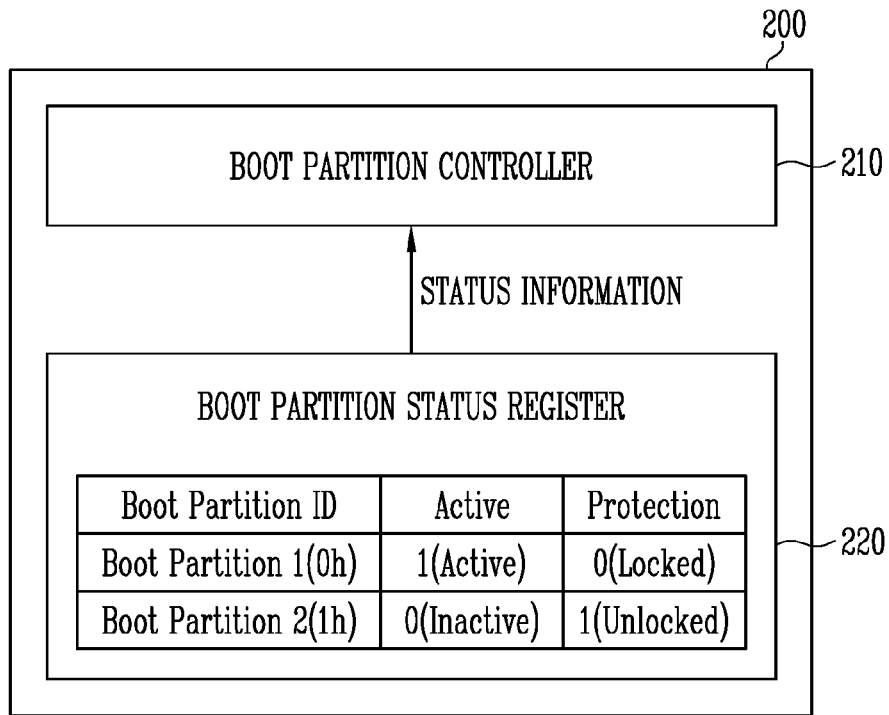 200
BOOT PARTITION CONTROLLER
210
STATUS INFORMATION
BOOT PARTITION STATUS REGISTER
Boot Partition ID Active Protection
Boot Partition 1(0h) 1(Active) 0(Locked)
220
Boot Partition 2(1h) 0(Inactive) 1(Unlocked)